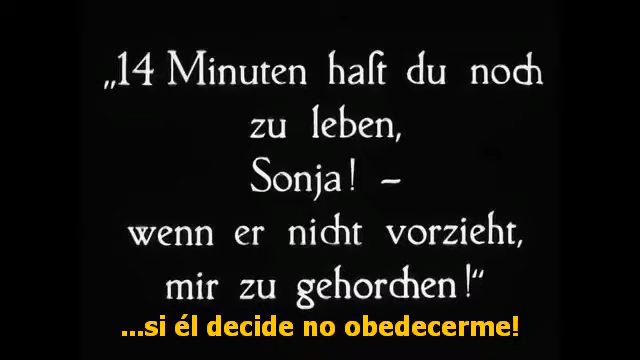 „14 Minuten haſt du noch
zu leben,
Sonja! –
wenn er nicht vorzieht,
mir zu gehorchen!“
...si él decide no obedecerme!